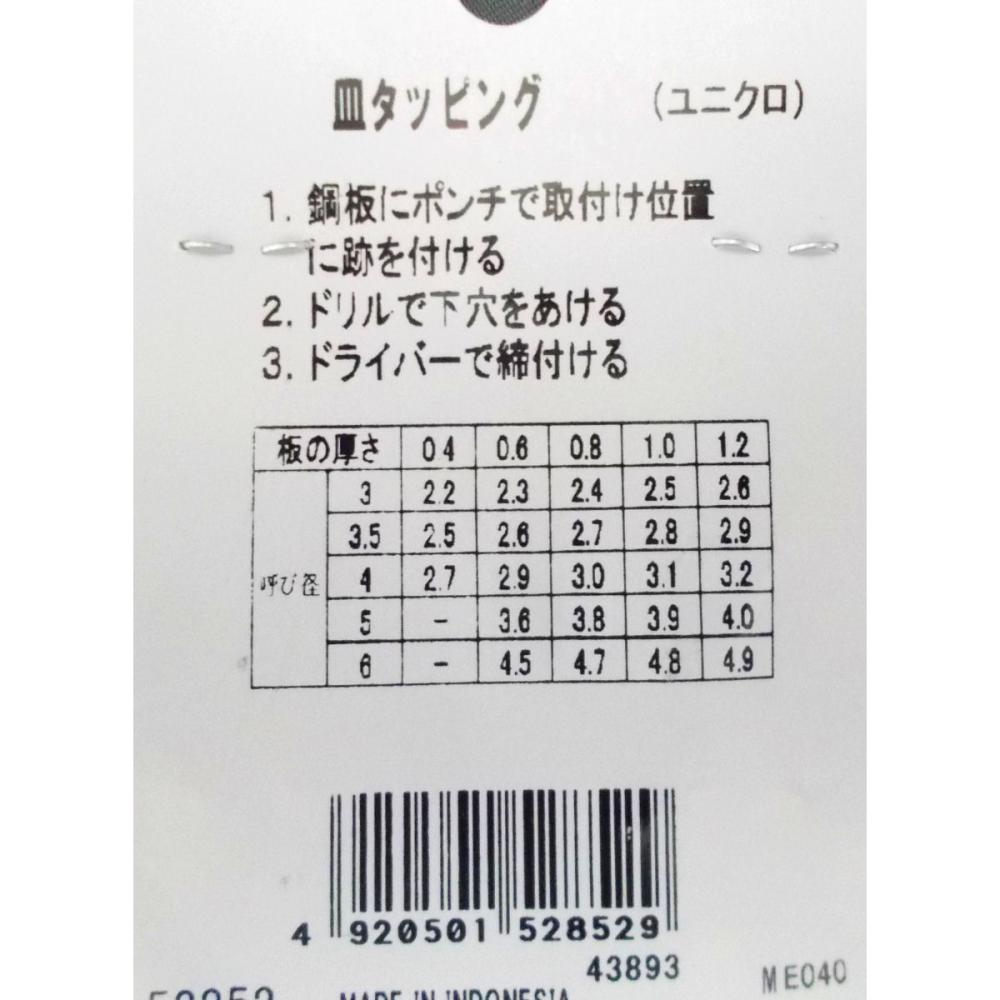 皿タッピング (ユニクロ)
1. 鋼板にポンチで取付け位置
に跡を付ける
2. ドリルで下穴をあける
3. ドライバーで締付ける
板の厚さ 0.4 0.6 0.8 1.0 1.2
3 2.2 2.3 2.4 2.5 2.6
3.5 2.5 2.6 2.7 2.8 2.9
呼び径 4 2.7 2.9 3.0 3.1 3.2
5 - 3.6 3.8 3.9 4.0
6 - 4.5 4.7 4.8 4.9
4 920501 528529
43893
ME040
MADE IN INDONESIA